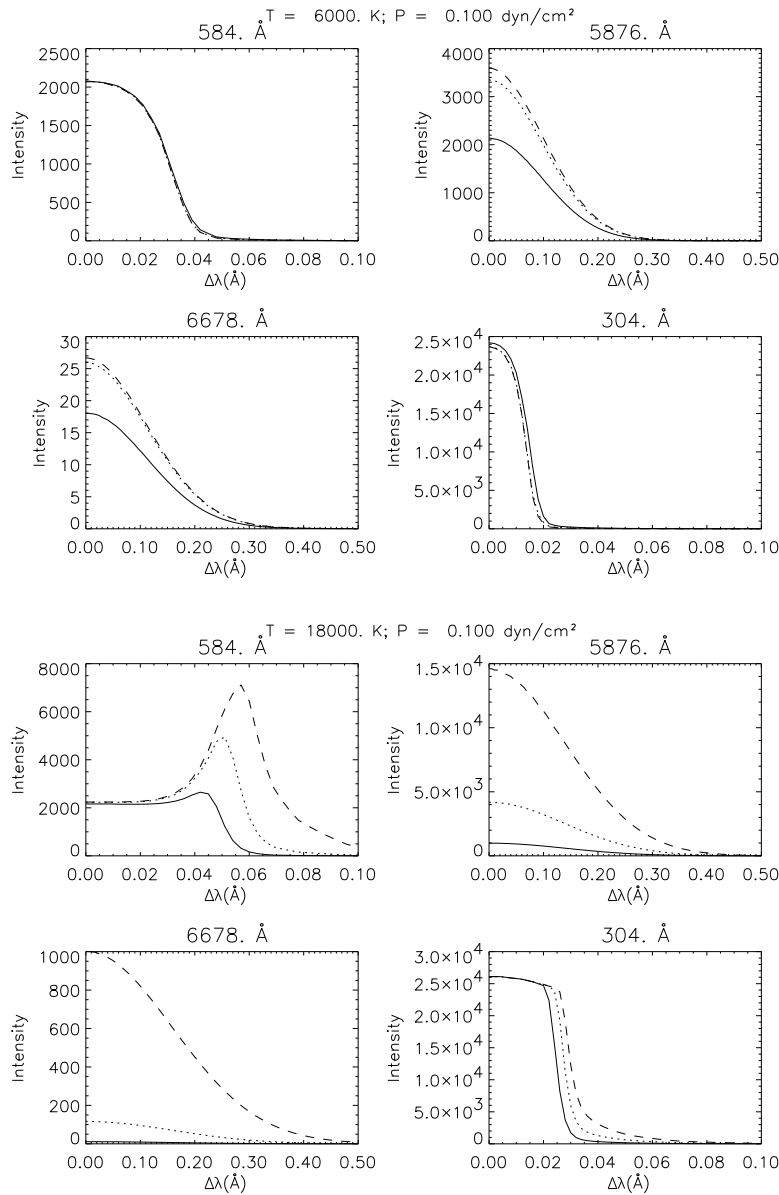 T = 6000. K; P = 0.100 dyn/cm²
584. Å
5876. Å
Intensity
2500
2000
1500
1000
500
0
0.00 0.02 0.04 0.06 0.08 0.10
Δλ(Å)
Intensity
4000
3000
2000
1000
0
0.00 0.10 0.20 0.30 0.40 0.50
Δλ(Å)
6678. Å
304. Å
Intensity
30
25
20
15
10
5
0
0.00 0.10 0.20 0.30 0.40 0.50
Δλ(Å)
Intensity
2.5×10⁴
2.0×10⁴
1.5×10⁴
1.0×10⁴
5.0×10³
0
0.00 0.02 0.04 0.06 0.08 0.10
Δλ(Å)
T = 18000. K; P = 0.100 dyn/cm²
584. Å
5876. Å
Intensity
8000
6000
4000
2000
0
0.00 0.02 0.04 0.06 0.08 0.10
Δλ(Å)
Intensity
1.5×10⁴
1.0×10⁴
5.0×10³
0
0.00 0.10 0.20 0.30 0.40 0.50
Δλ(Å)
6678. Å
304. Å
Intensity
1000
800
600
400
200
0
0.00 0.10 0.20 0.30 0.40 0.50
Δλ(Å)
Intensity
3.0×10⁴
2.5×10⁴
2.0×10⁴
1.5×10⁴
1.0×10⁴
5.0×10³
0
0.00 0.02 0.04 0.06 0.08 0.10
Δλ(Å)